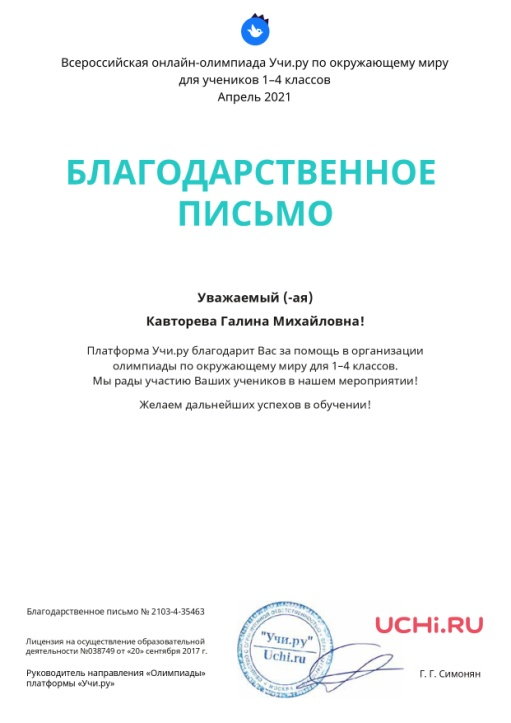 Всероссийская онлайн-олимпиада Учи.ру по окружающему миру
для учеников 1–4 классов
Апрель 2021
БЛАГОДАРСТВЕННОЕ
ПИСЬМО
Уважаемый (-ая)
Кавторева Галина Михайловна!
Платформа Учи.ру благодарит Вас за помощь в организации
олимпиады по окружающему миру для 1–4 классов.
Мы рады участию Ваших учеников в нашем мероприятии!
Желаем дальнейших успехов в обучении!
Благодарственное письмо № 2103-4-35463
Лицензия на осуществление образовательной
деятельности №038749 от «20» сентября 2017 г.
Руководитель направления «Олимпиады»
платформы «Учи.ру»
"Учи.ру"
Uchi.ru
UCHi.RU
Г. Г. Симонян